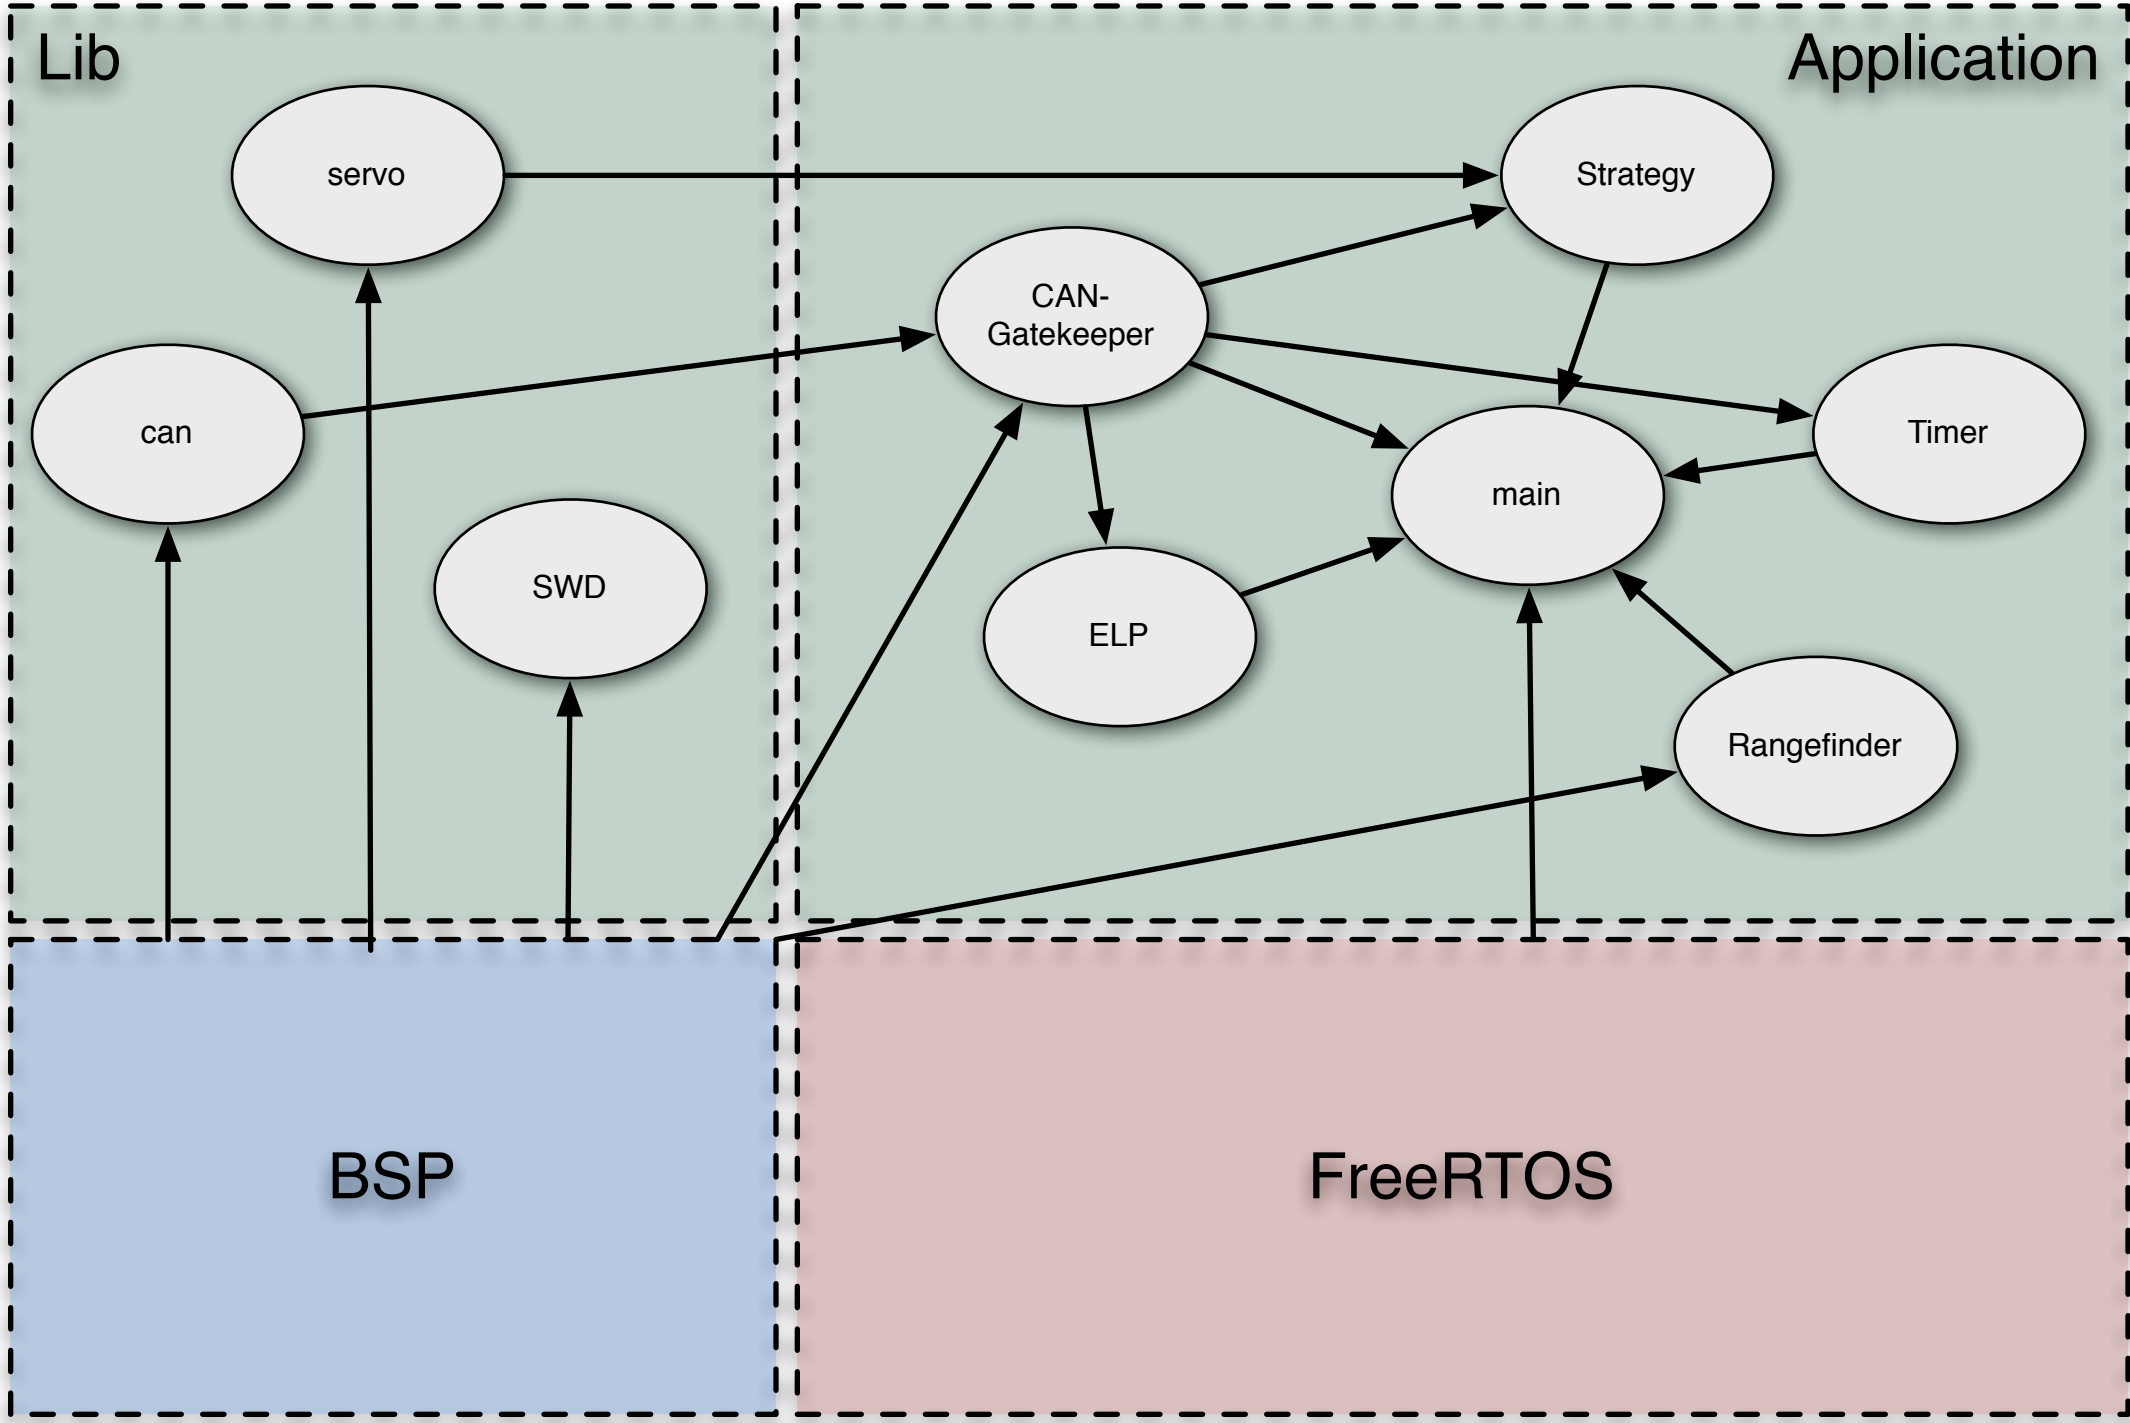 Lib
Application
servo
Strategy
CAN-
Gatekeeper
can
Timer
main
SWD
ELP
Rangefinder
BSP
FreeRTOS